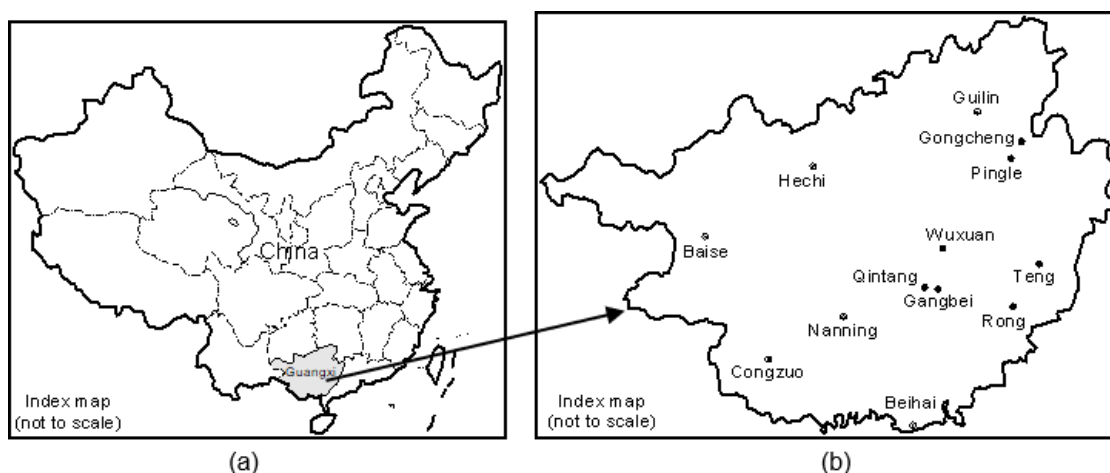 China
Guangxi
Index map
(not to scale)
(a)
Guilin
Gongcheng
Pingle
Hechi
Wuxuan
Baise
Teng
Qintang
Gangbei
Rong
Nanning
Congzuo
Beihai
Index map
(not to scale)
(b)